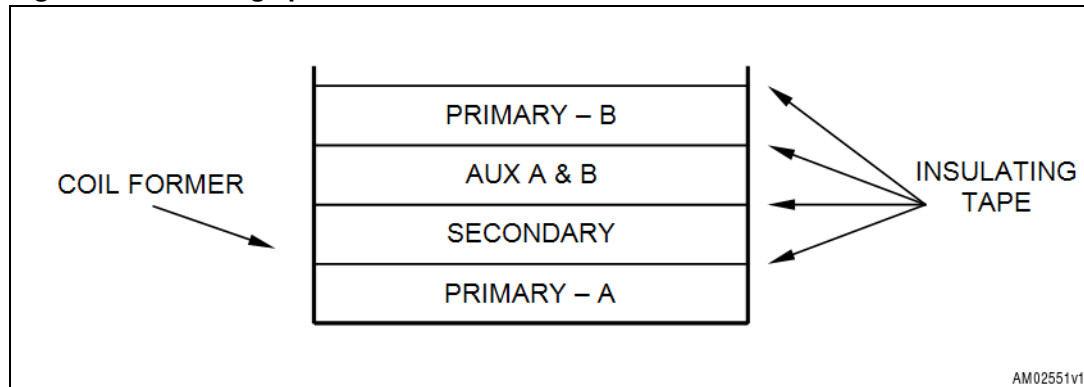 PRIMARY – B
AUX A & B
SECONDARY
PRIMARY – A
COIL FORMER
INSULATING
TAPE
AM02551v1